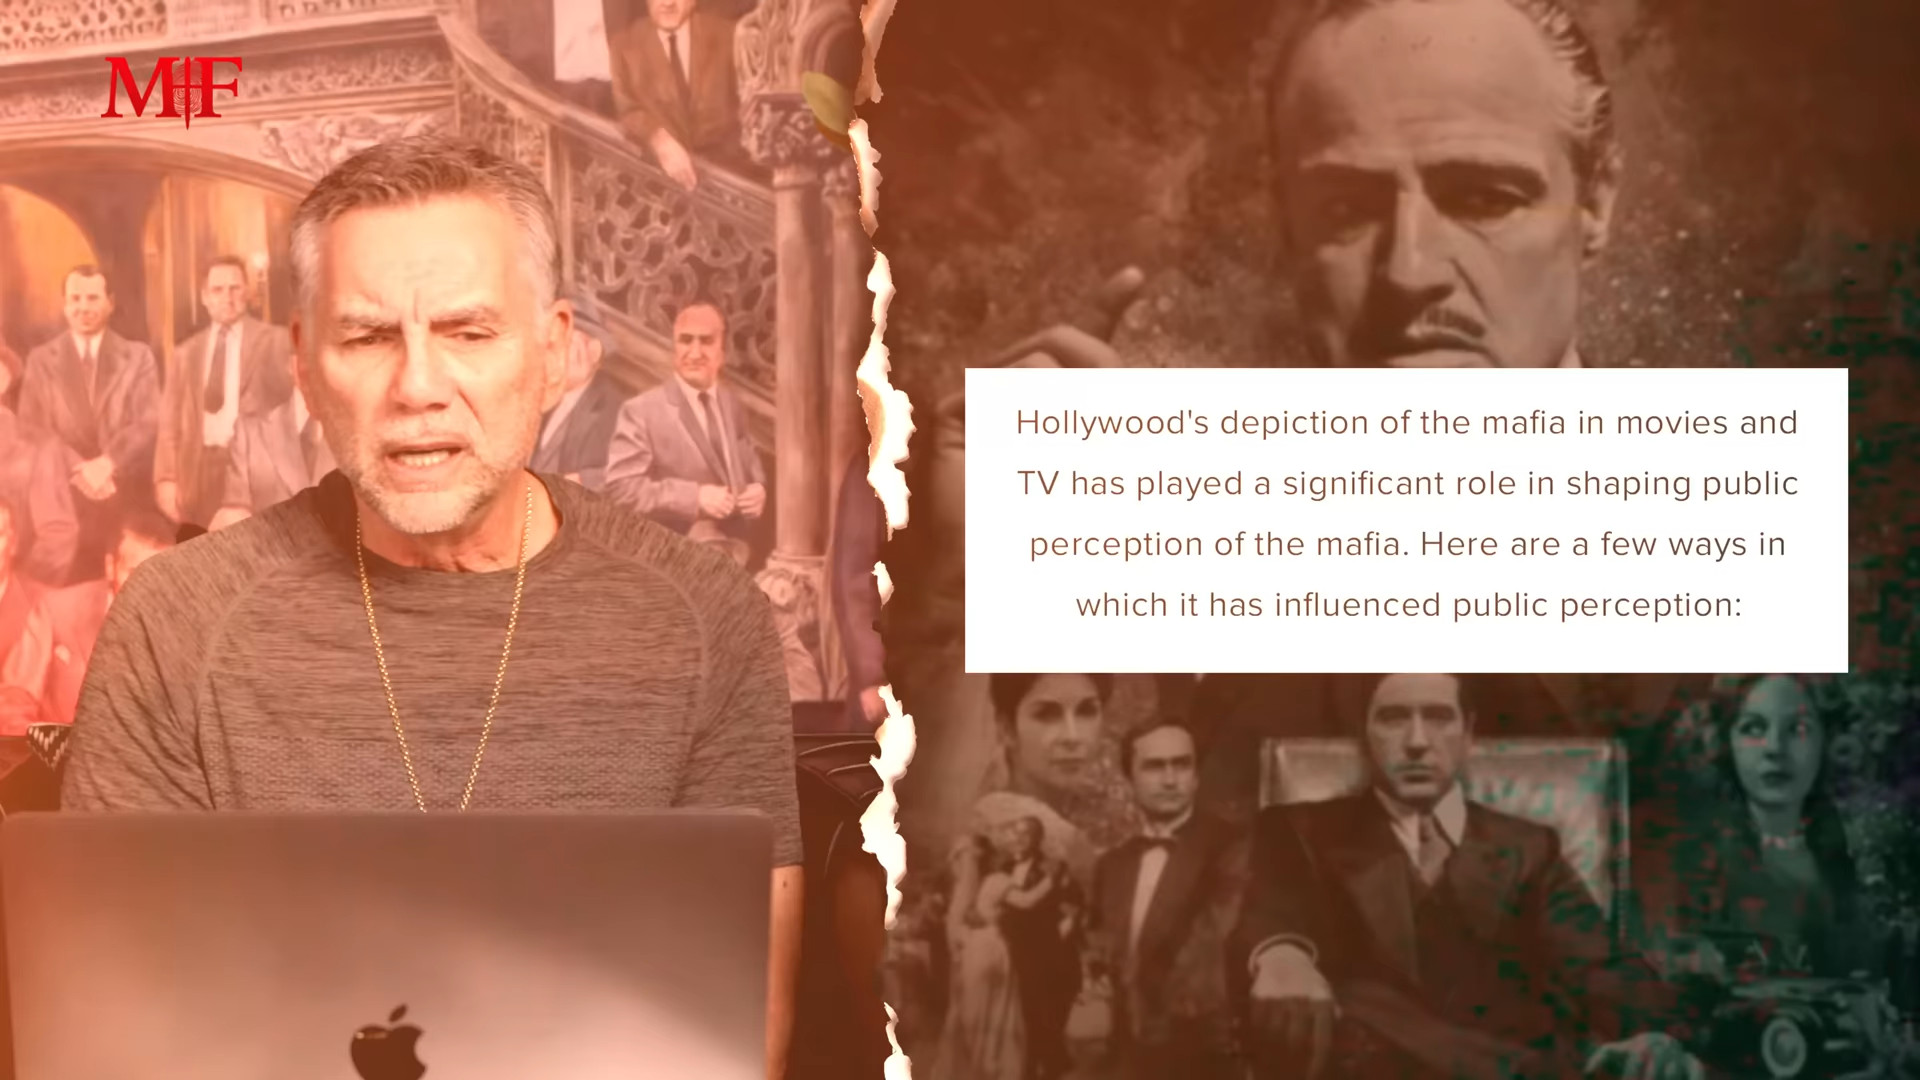 MF
Hollywood's depiction of the mafia in movies and
TV has played a significant role in shaping public
perception of the mafia. Here are a few ways in
which it has influenced public perception: